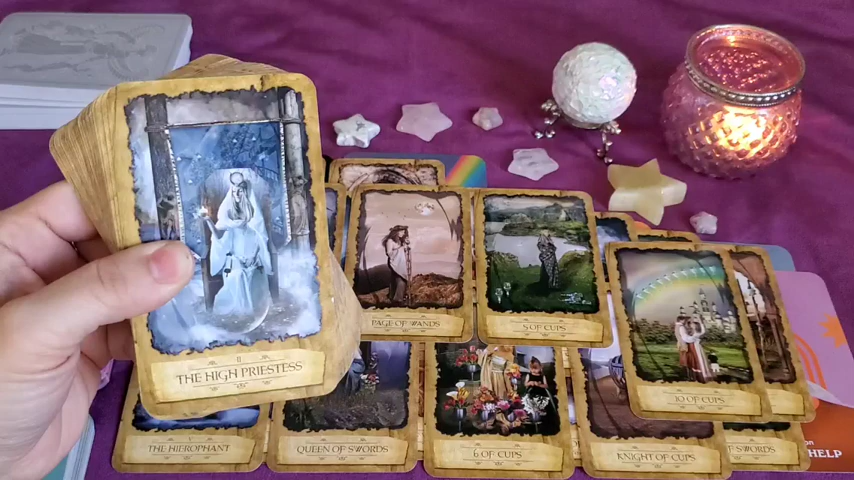 II
THE HIGH PRIESTESS
PAGE OF WANDS
5 OF CUPS
10 OF CUPS
V
THE HIEROPHANT
QUEEN OF SWORDS
6 OF CUPS
KNIGHT OF CUPS
F SWORDS
on
HELP